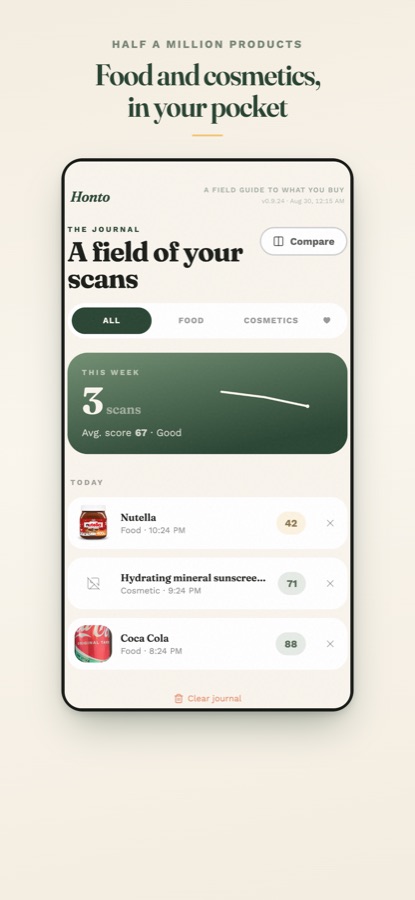 HALF A MILLION PRODUCTS
Food and cosmetics,
in your pocket
Honto
A FIELD GUIDE TO WHAT YOU BUY
v0.9.24 · Aug 30, 12:15 AM
THE JOURNAL
A field of your
scans
Compare
ALL
FOOD
COSMETICS
THIS WEEK
3 scans
Avg. score 67 · Good
TODAY
Nutella
Food · 10:24 PM
42
Hydrating mineral sunscree...
Cosmetic · 9:24 PM
71
Coca Cola
Food · 8:24 PM
88
Clear journal